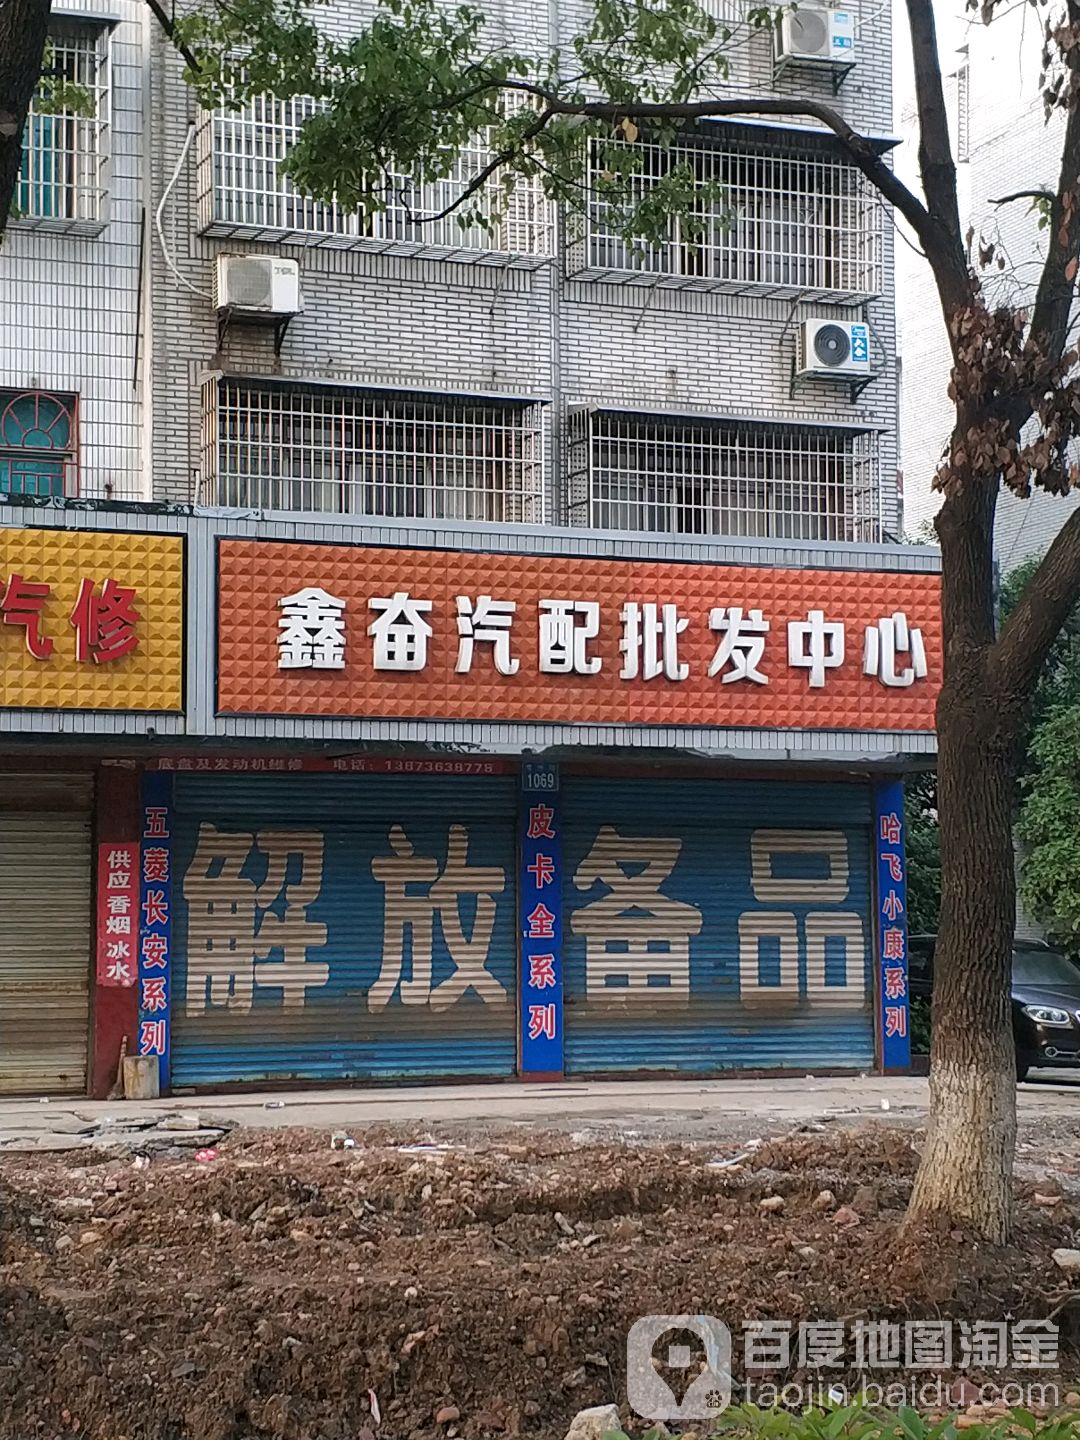 汽修
鑫奋汽配批发中心
底盘及发动机维修 电话:13873638778
1069
五菱长安系列
供应香烟冰水
皮卡全系列
哈飞小康系列
解放备品
百度地图淘金
taojin.baidu.com